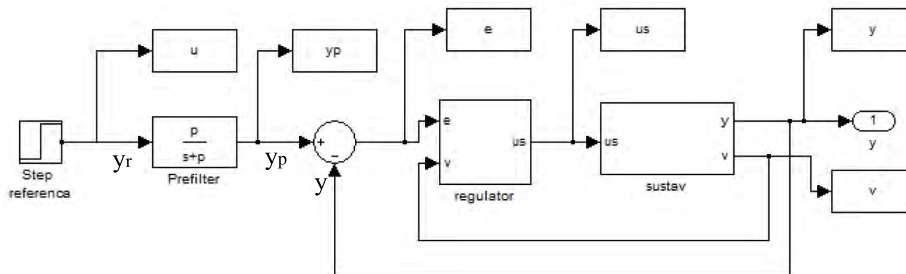 u
yp
e
us
y
Step
referenca
yr
p
s+p
Prefilter
yp
+
−
y
e
v
us
regulator
us
y
v
sustav
1
y
v